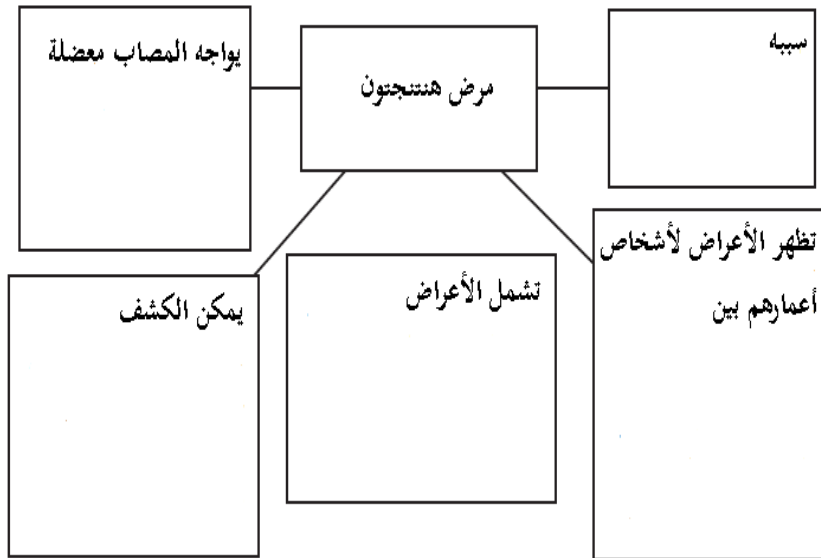 مرض هنتنجتون
سببه
يواجه المصاب معضلة
تظهر الأعراض لأشخاص
أعمارهم بين
تشمل الأعراض
يمكن الكشف